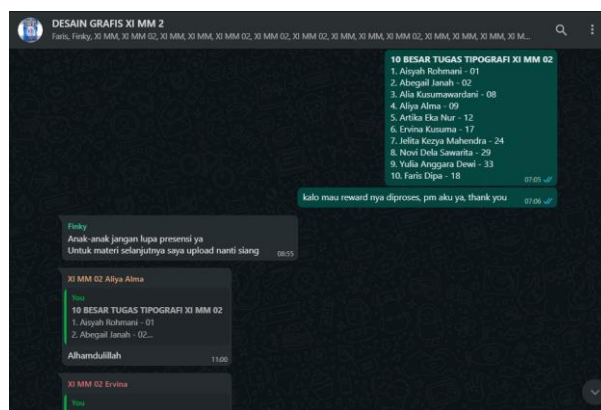 DESAIN GRAFIS XI MM 2
Faris, Finky, XI MM, XI MM 02, XI MM, XI MM, XI MM 02, XI MM 02, XI MM 02, XI MM, XI MM, XI MM, XI MM 02, XI MM, XI MM, XI MM, XI M...
10 BESAR TUGAS TIPOGRAFI XI MM 02
1. Aisyah Rohmani - 01
2. Abegail Janah - 02
3. Alia Kusumawardani - 08
4. Aliya Alma - 09
5. Artika Eka Nur - 12
6. Ervina Kusuma - 17
7. Jelita Kezya Mahendra - 24
8. Novi Dela Sawarita - 29
9. Yulia Anggara Dewi - 33
10. Faris Dipa - 18
07:05
kalo mau reward nya diproses, pm aku ya, thank you
07:06
Finky
Anak-anak jangan lupa presensi ya
Untuk materi selanjutnya saya upload nanti siang
08:55
XI MM 02 Aliya Alma
You
10 BESAR TUGAS TIPOGRAFI XI MM 02
1. Aisyah Rohmani - 01
2. Abegail Janah - 02...
Alhamdulillah
11:00
XI MM 02 Ervina
You